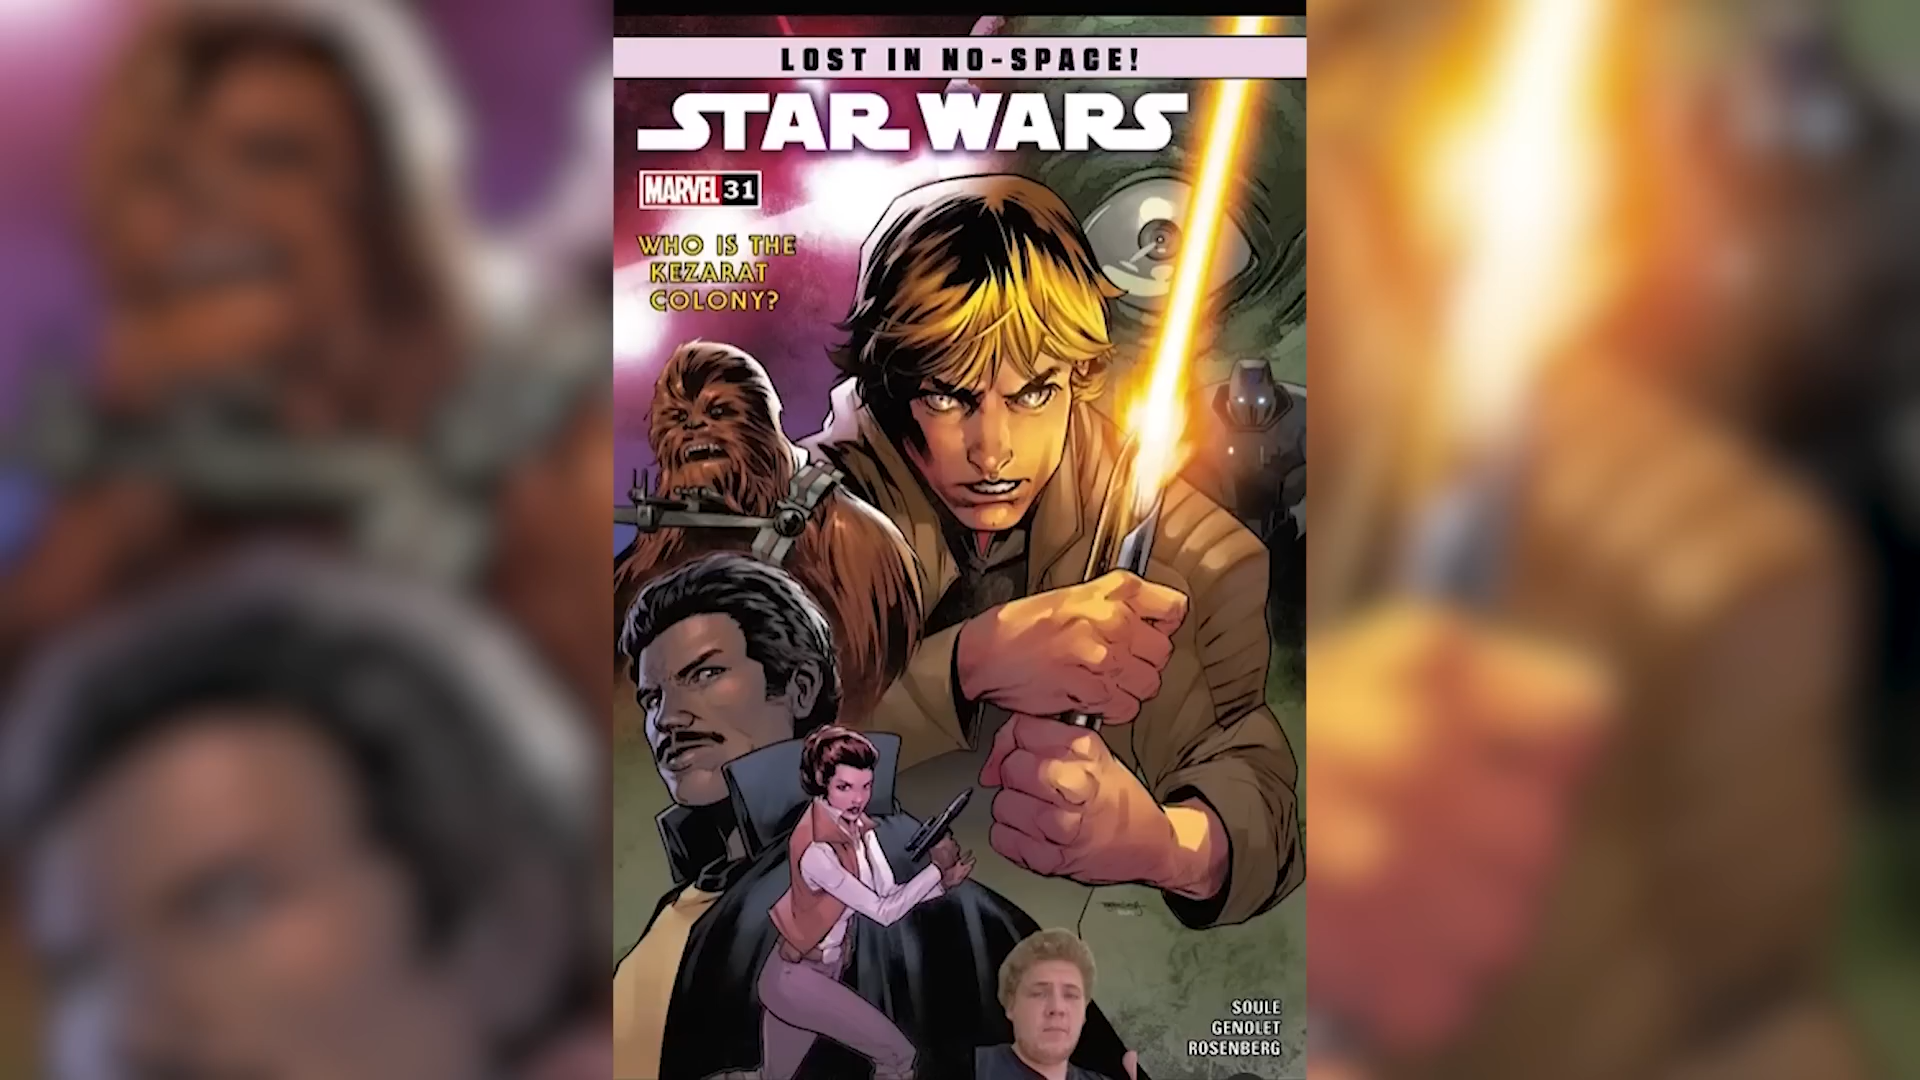 LOST IN NO-SPACE!
STAR WARS
MARVEL 31
WHO IS THE
KEZARAT
COLONY?
SOULE
GENOLET
ROSENBERG